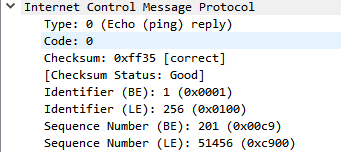 Internet Control Message Protocol
Type: 0 (Echo (ping) reply)
Code: 0
Checksum: 0xff35 [correct]
[Checksum Status: Good]
Identifier (BE): 1 (0x0001)
Identifier (LE): 256 (0x0100)
Sequence Number (BE): 201 (0x00c9)
Sequence Number (LE): 51456 (0xc900)